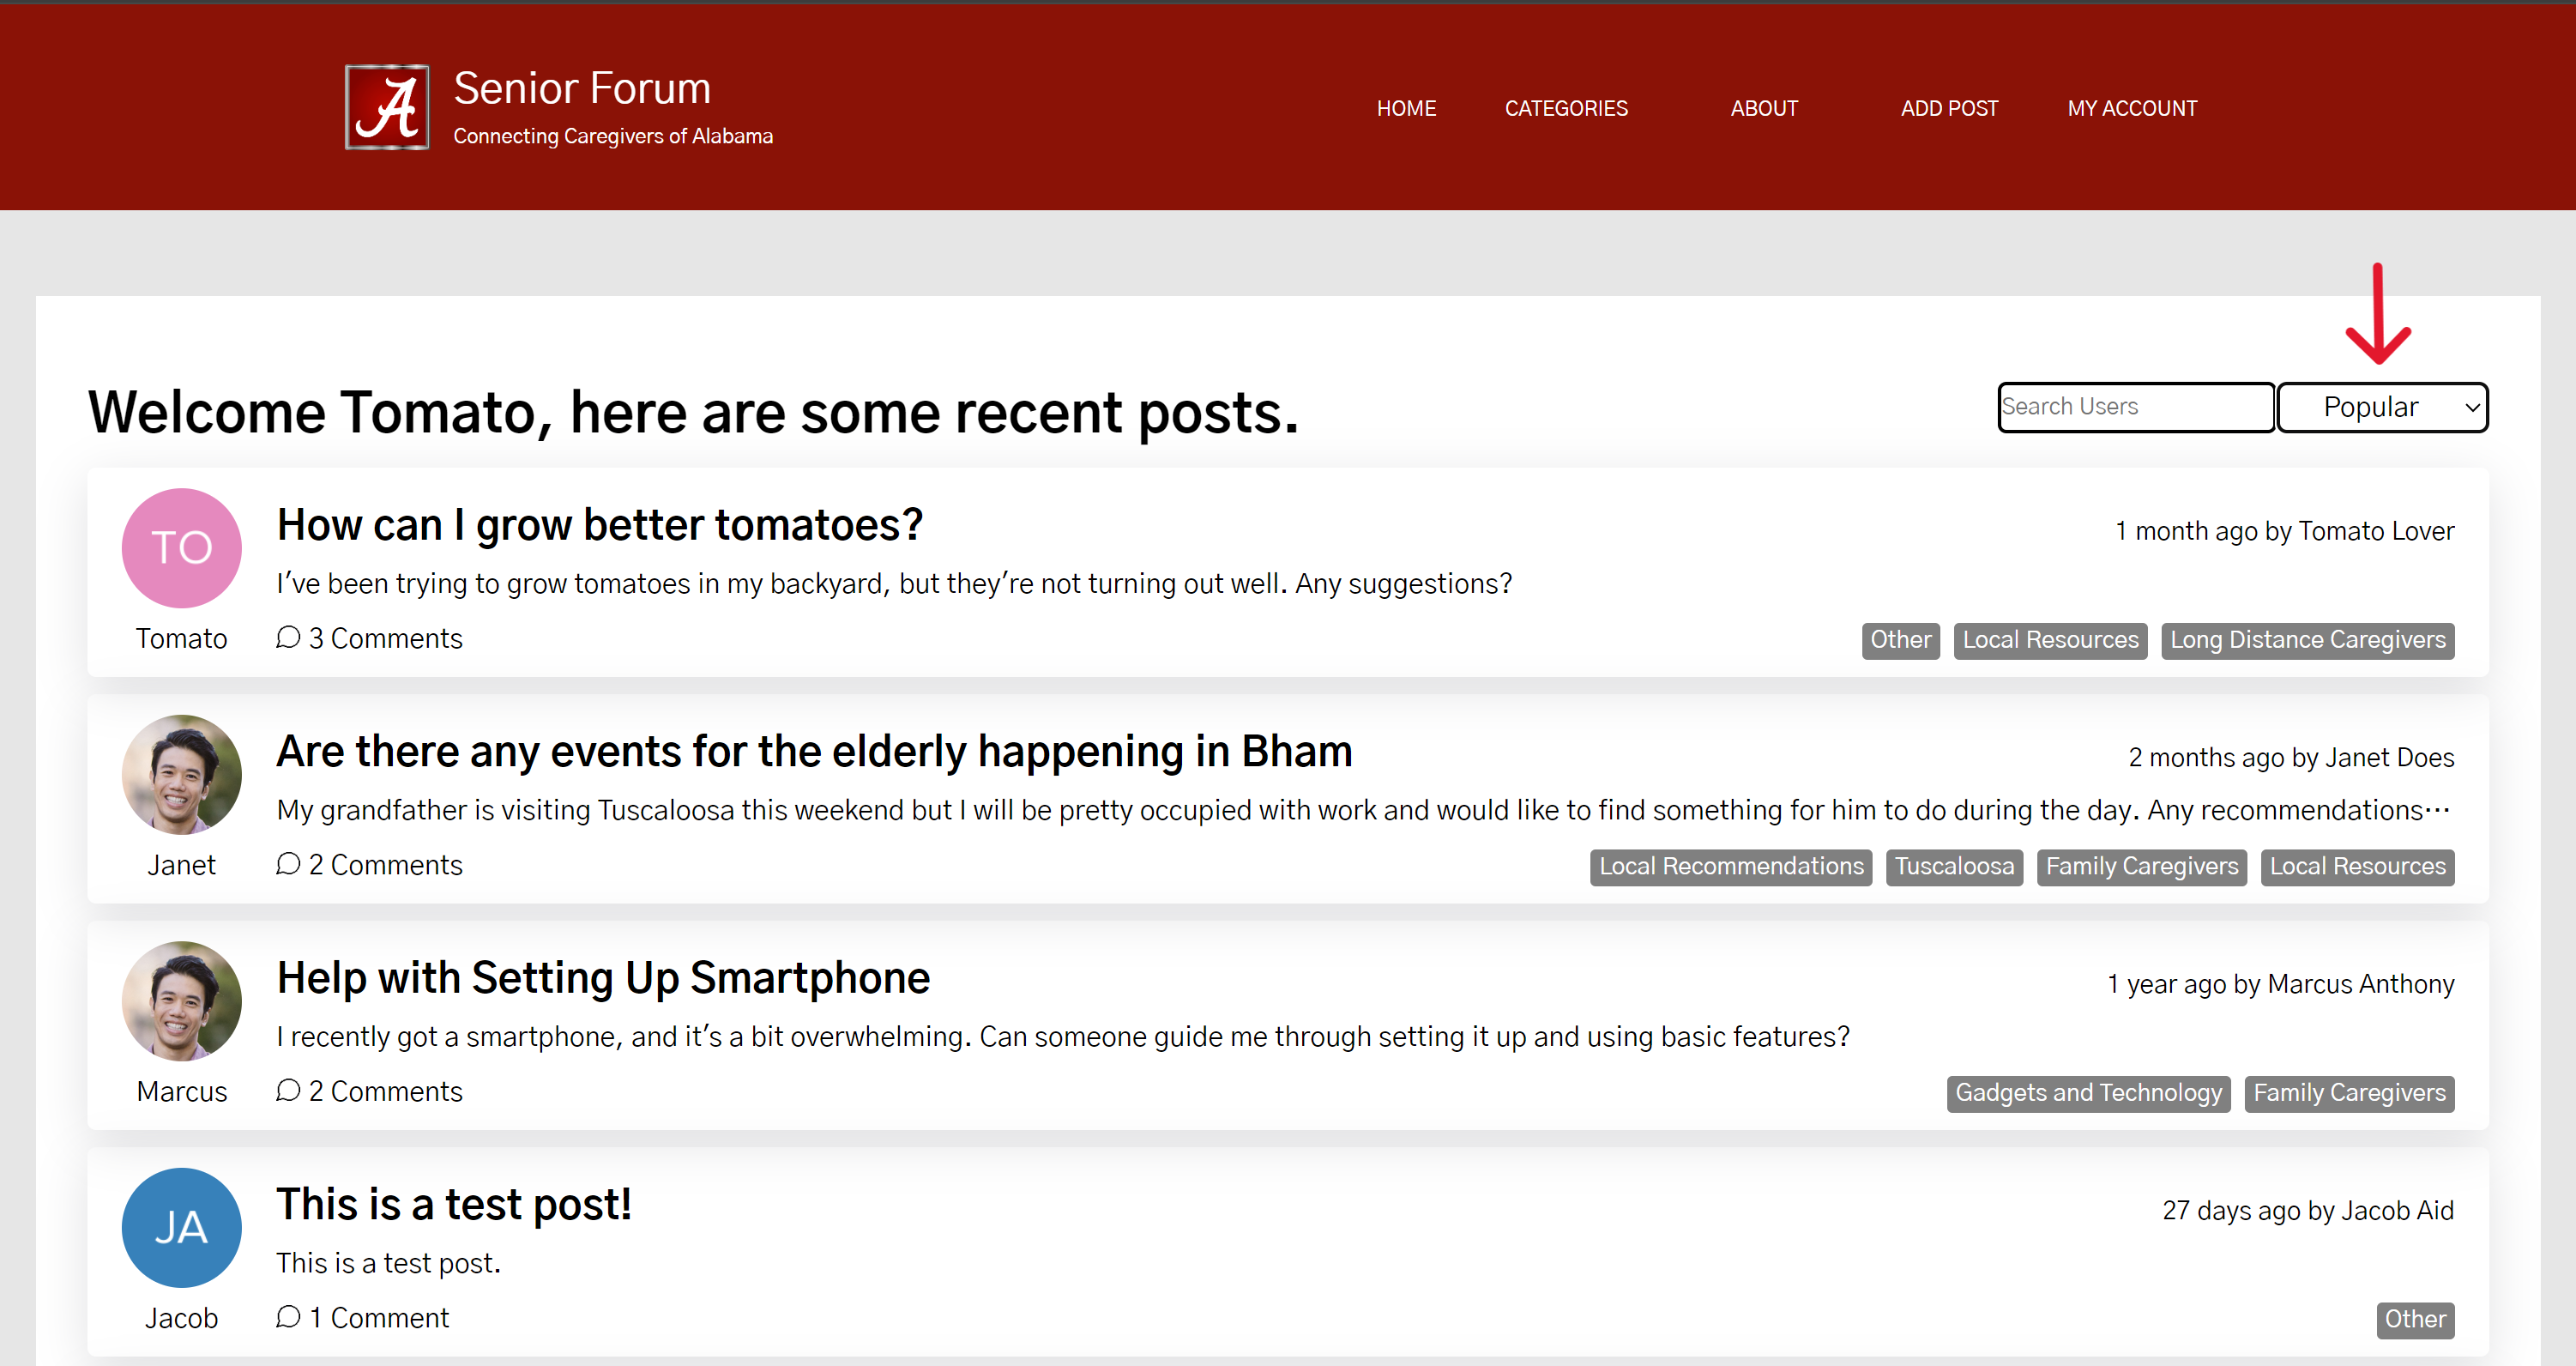 A
Senior Forum
Connecting Caregivers of Alabama
HOME CATEGORIES ABOUT ADD POST MY ACCOUNT
Welcome Tomato, here are some recent posts.
Search Users Popular
TO
How can I grow better tomatoes?
1 month ago by Tomato Lover
I've been trying to grow tomatoes in my backyard, but they're not turning out well. Any suggestions?
Tomato
3 Comments
Other Local Resources Long Distance Caregivers
Are there any events for the elderly happening in Bham
2 months ago by Janet Does
My grandfather is visiting Tuscaloosa this weekend but I will be pretty occupied with work and would like to find something for him to do during the day. Any recommendations…
Janet
2 Comments
Local Recommendations Tuscaloosa Family Caregivers Local Resources
Help with Setting Up Smartphone
1 year ago by Marcus Anthony
I recently got a smartphone, and it's a bit overwhelming. Can someone guide me through setting it up and using basic features?
Marcus
2 Comments
Gadgets and Technology Family Caregivers
JA
This is a test post!
27 days ago by Jacob Aid
This is a test post.
Jacob
1 Comment
Other